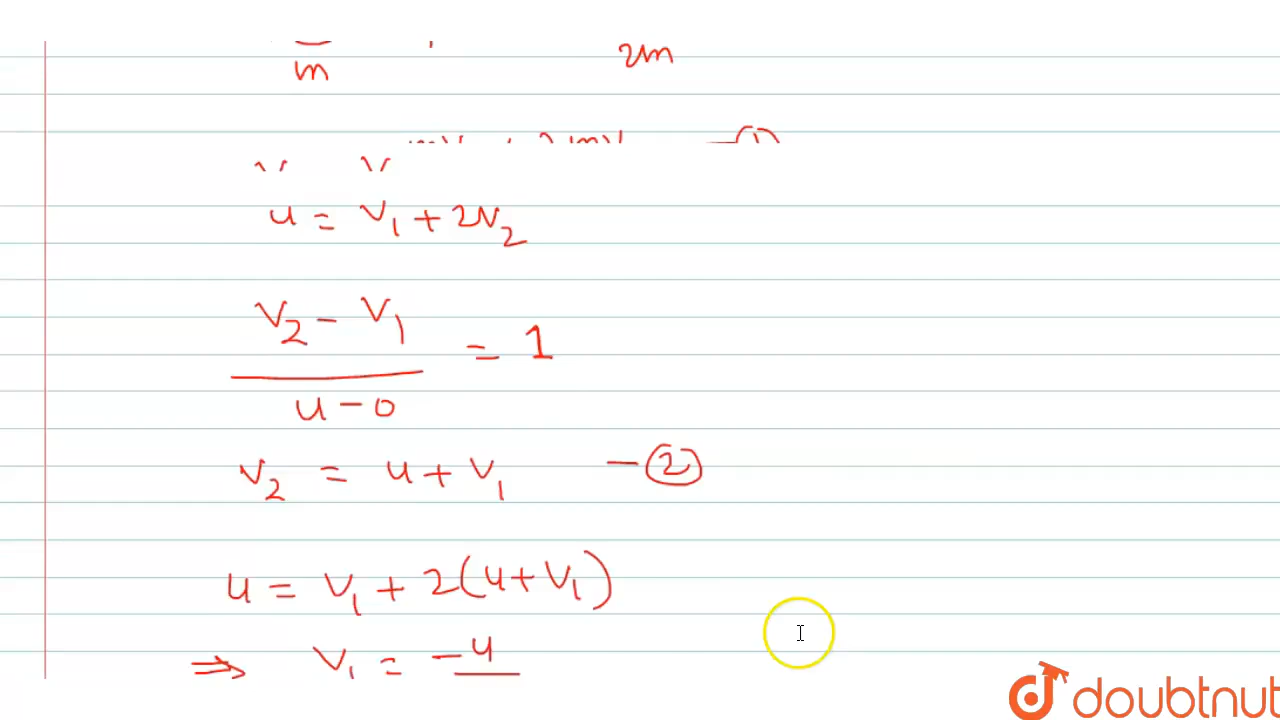 m 2m
u = v₁ + 2v₂
v₂ - v₁
= 1
u - 0
v₂ = u + v₁ - ②
u = v₁ + 2(u + v₁)
⇒ v₁ = -u
doubtnut